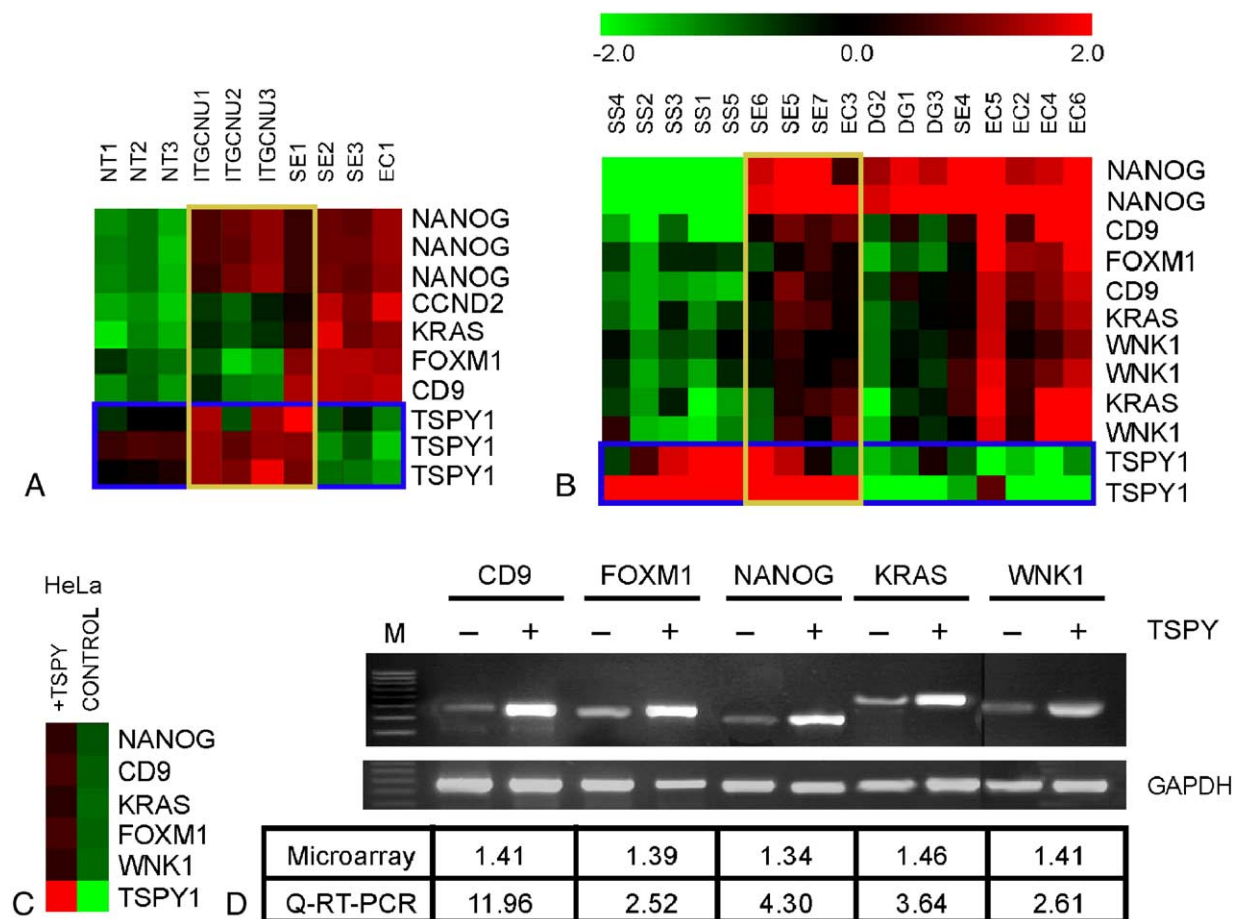 -2.0 0.0 2.0
NT1 NT2 NT3 ITGCNU1 ITGCNU2 ITGCNU3 SE1 SE2 SE3 EC1
NANOG
NANOG
NANOG
CCND2
KRAS
FOXM1
CD9
TSPY1
TSPY1
TSPY1
A
SS4 SS2 SS3 SS1 SS5 SE6 SE5 SE7 EC3 DG2 DG1 DG3 SE4 EC5 EC2 EC4 EC6
NANOG
NANOG
CD9
FOXM1
CD9
KRAS
WNK1
WNK1
KRAS
WNK1
TSPY1
TSPY1
B
HeLa
+TSPY CONTROL
NANOG
CD9
KRAS
FOXM1
WNK1
TSPY1
C
CD9 FOXM1 NANOG KRAS WNK1
M – + – + – + – + – + TSPY
GAPDH
Microarray 1.41 1.39 1.34 1.46 1.41
Q-RT-PCR 11.96 2.52 4.30 3.64 2.61
D